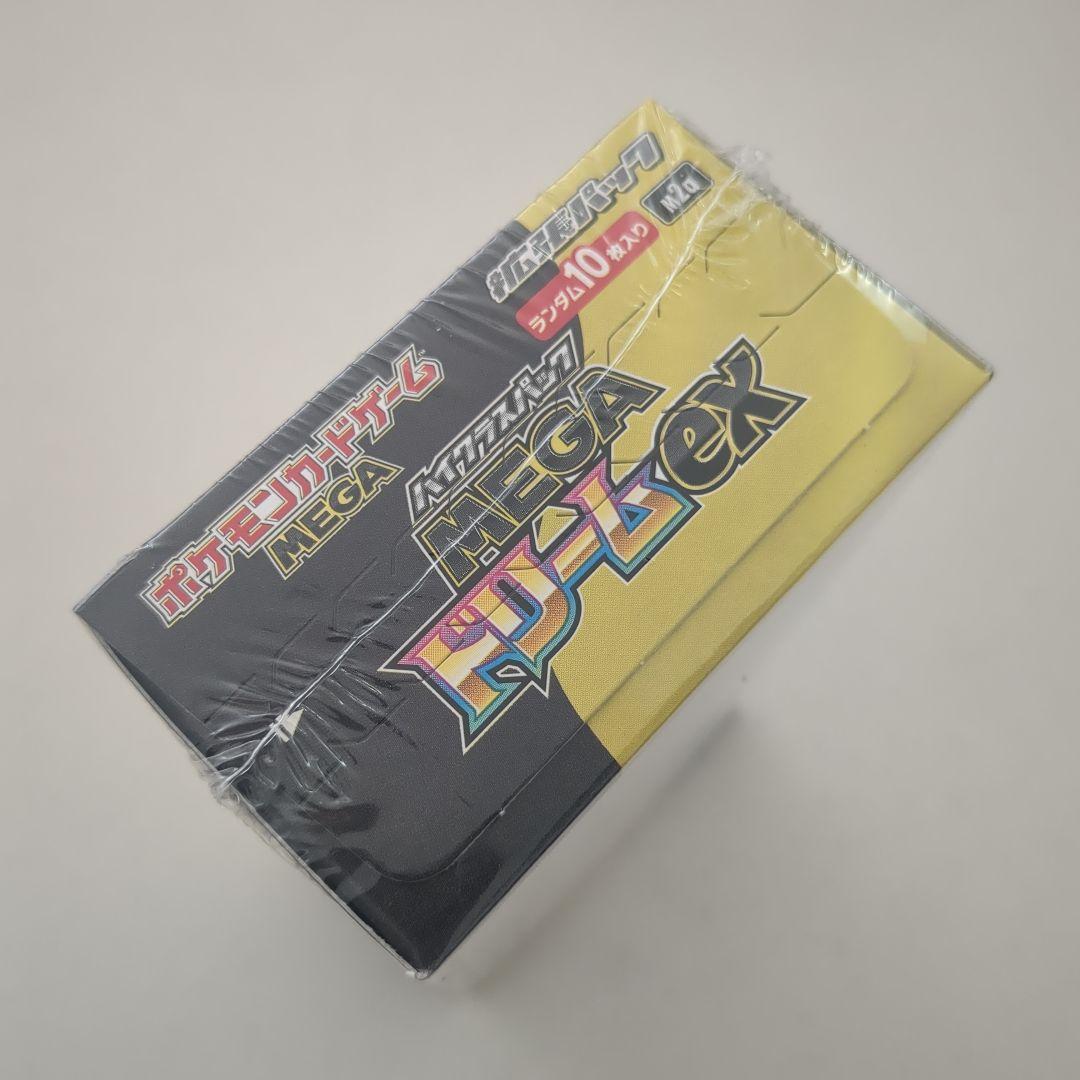 拡張パック
ランダム10枚入り
M2a
ポケモンカードゲーム
MEGA
ハイクラスパック
MEGA
ドリームex